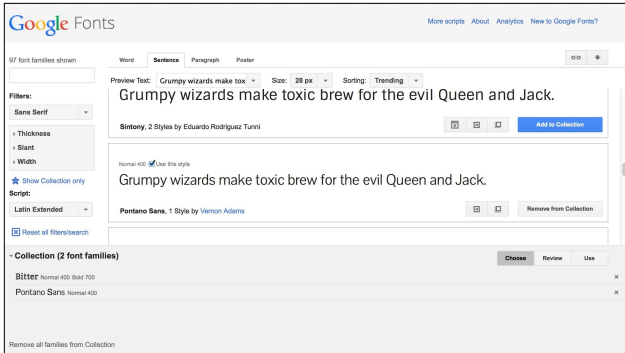 Google Fonts
More scripts About Analytics New to Google Fonts?
97 font families shown
Word Sentence Paragraph Poster
Preview Text: Grumpy wizards make tox Size: 28 px Sorting: Trending
Filters:
Sans Serif
Thickness
Slant
Width
Show Collection only
Script:
Latin Extended
Reset all filters/search
Grumpy wizards make toxic brew for the evil Queen and Jack.
Sintony, 2 Styles by Eduardo Rodriguez Tunni
Add to Collection
Normal 400 Use this style
Grumpy wizards make toxic brew for the evil Queen and Jack.
Pontano Sans, 1 Style by Vernon Adams
Remove from Collection
Collection (2 font families)
Choose Review Use
Bitter Normal 400 Bold 700
Pontano Sans Normal 400
Remove all families from Collection